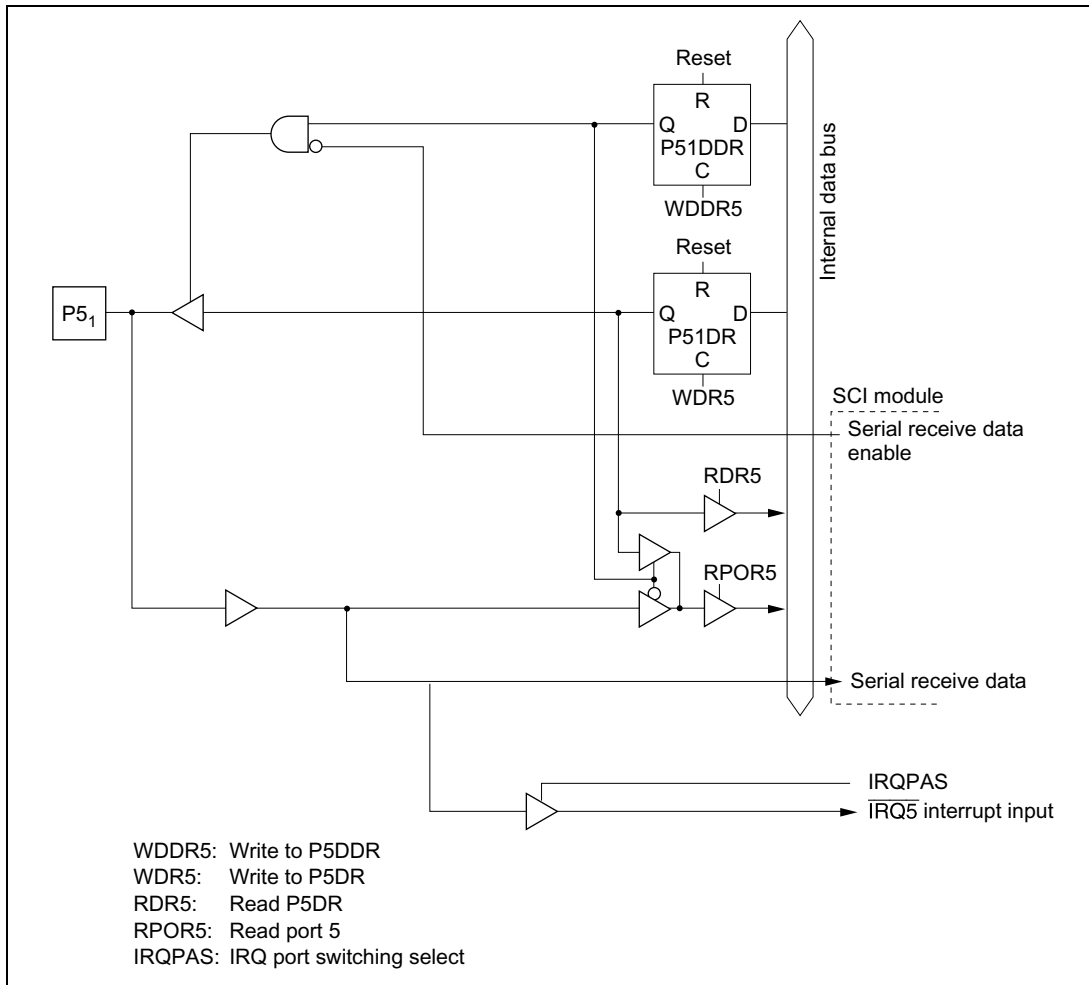 Reset
R
Q D
P51DDR
C
WDDR5
Internal data bus
Reset
R
P5₁
Q D
P51DR
C
WDR5
SCI module
Serial receive data
enable
RDR5
RPOR5
Serial receive data
IRQPAS
IRQ5 interrupt input
WDDR5: Write to P5DDR
WDR5: Write to P5DR
RDR5: Read P5DR
RPOR5: Read port 5
IRQPAS: IRQ port switching select